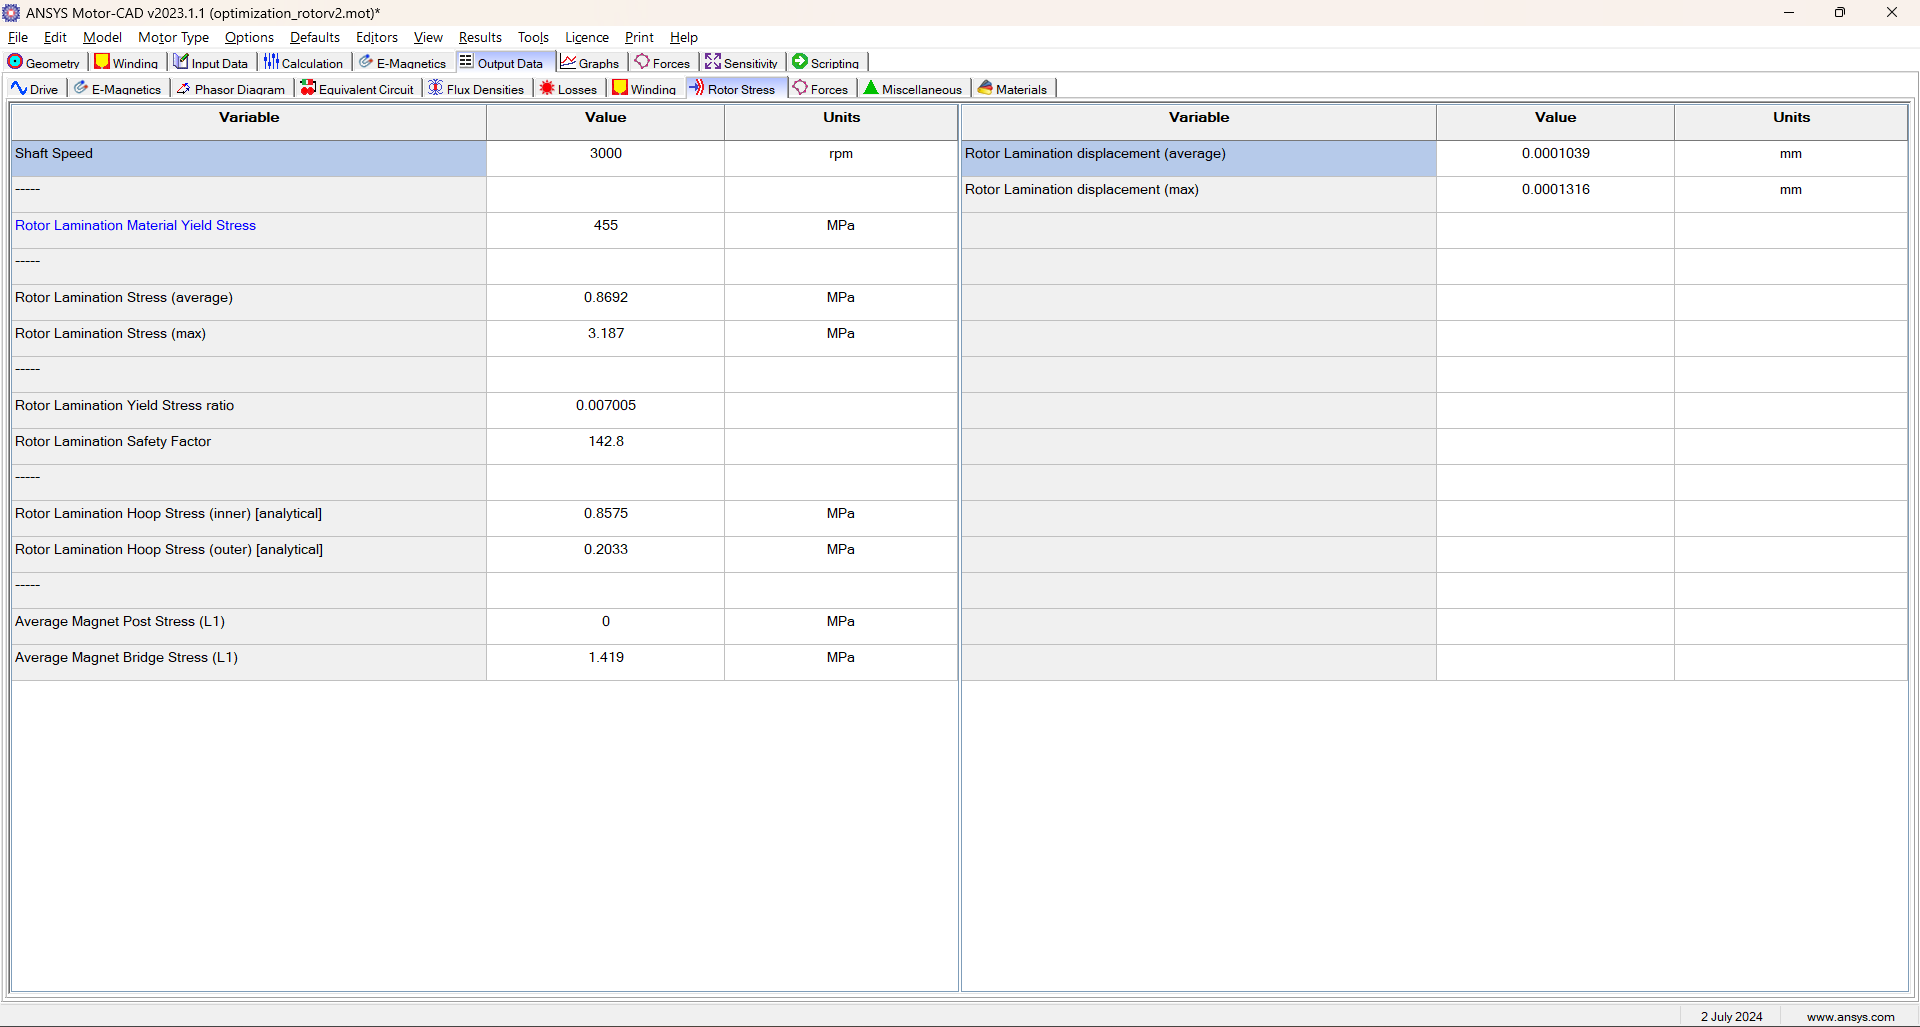 ANSYS Motor-CAD v2023.1.1 (optimization_rotorv2.mot)*
File Edit Model Motor Type Options Defaults Editors View Results Tools Licence Print Help
Geometry Winding Input Data Calculation E-Magnetics Output Data Graphs Forces Sensitivity Scripting
Drive E-Magnetics Phasor Diagram Equivalent Circuit Flux Densities Losses Winding Rotor Stress Forces Miscellaneous Materials
Variable Value Units
Shaft Speed 3000 rpm
-----
Rotor Lamination Material Yield Stress 455 MPa
-----
Rotor Lamination Stress (average) 0.8692 MPa
Rotor Lamination Stress (max) 3.187 MPa
-----
Rotor Lamination Yield Stress ratio 0.007005
Rotor Lamination Safety Factor 142.8
-----
Rotor Lamination Hoop Stress (inner) [analytical] 0.8575 MPa
Rotor Lamination Hoop Stress (outer) [analytical] 0.2033 MPa
-----
Average Magnet Post Stress (L1) 0 MPa
Average Magnet Bridge Stress (L1) 1.419 MPa
Variable Value Units
Rotor Lamination displacement (average) 0.0001039 mm
Rotor Lamination displacement (max) 0.0001316 mm
2 July 2024 www.ansys.com